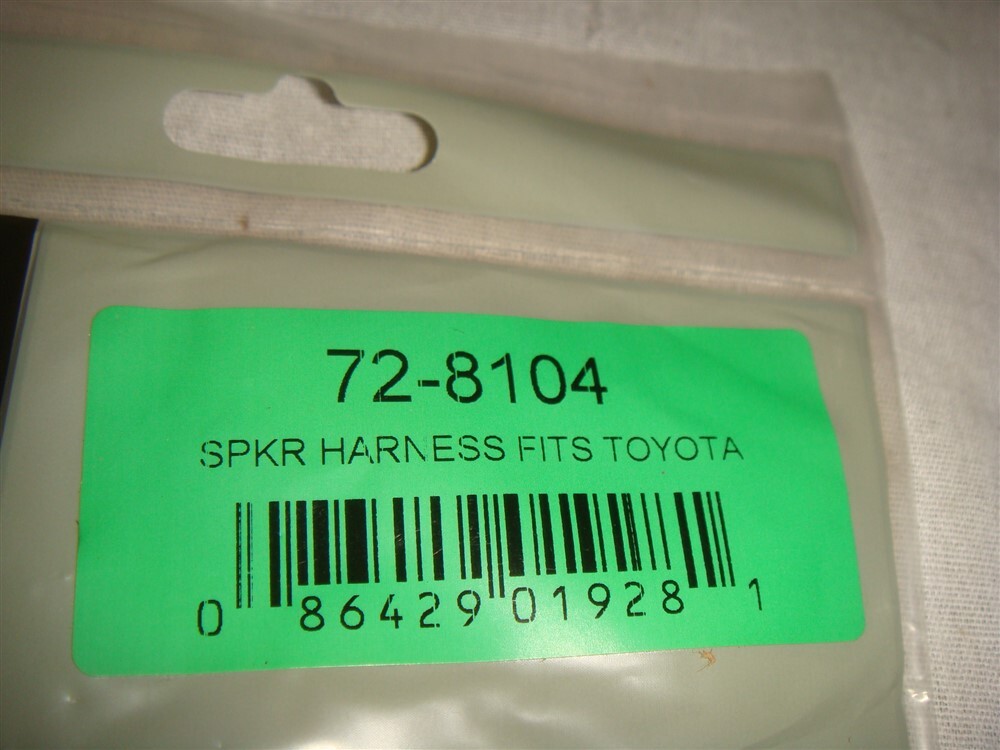 72-8104
SPKR HARNESS FITS TOYOTA
0 86429 01928 1